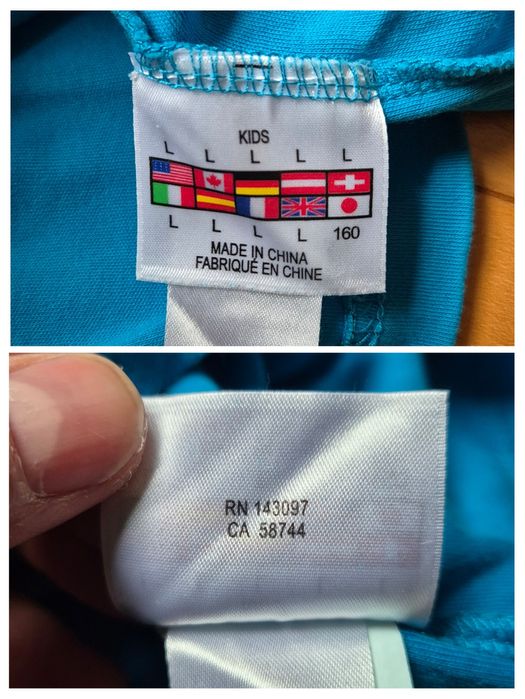 KIDS
L L L L L
L L L L 160
MADE IN CHINA
FABRIQUÉ EN CHINE
RN 143097
CA 58744